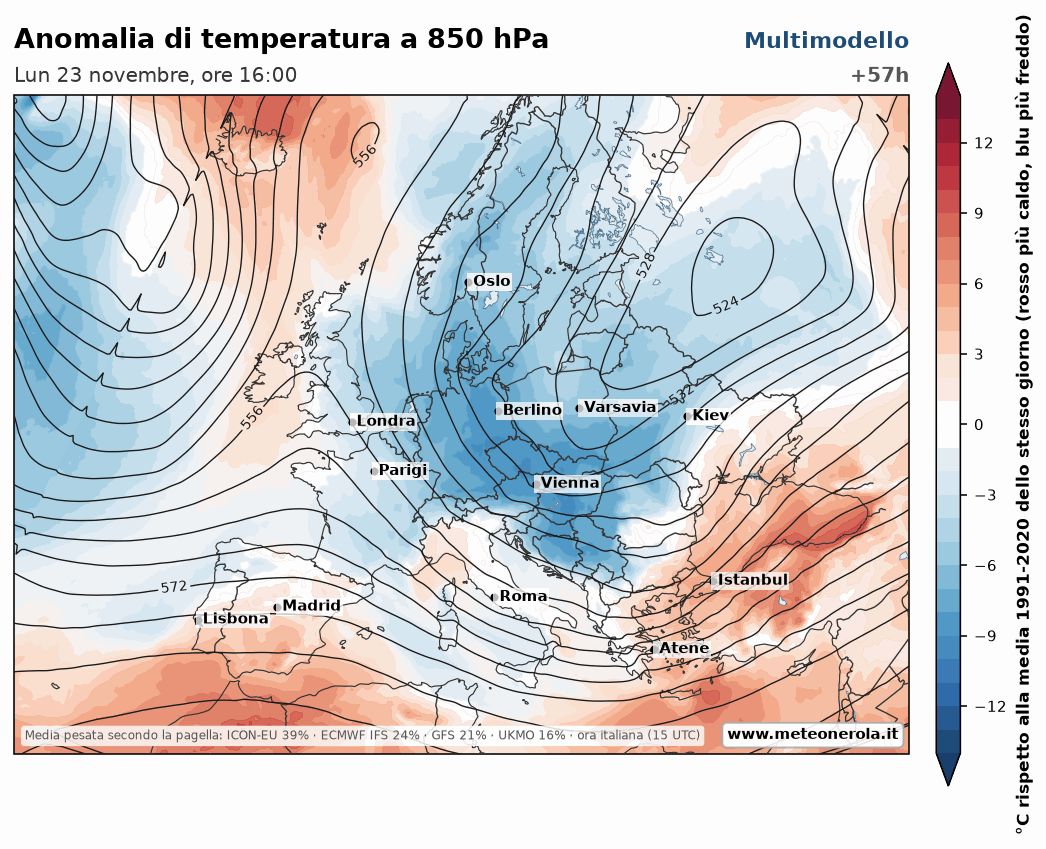 Anomalia di temperatura a 850 hPa
Multimodello
Lun 23 novembre, ore 16:00
+57h
556
Oslo
528
524
532
556
Londra
Berlino
Varsavia
Kiev
Parigi
Vienna
572
Lisbona
Madrid
Roma
Istanbul
Atene
Media pesata secondo la pagella: ICON-EU 39% · ECMWF IFS 24% · GFS 21% · UKMO 16% · ora italiana (15 UTC)
www.meteonerola.it
12
9
6
3
0
−3
−6
−9
−12
°C rispetto alla media 1991-2020 dello stesso giorno (rosso più caldo, blu più freddo)